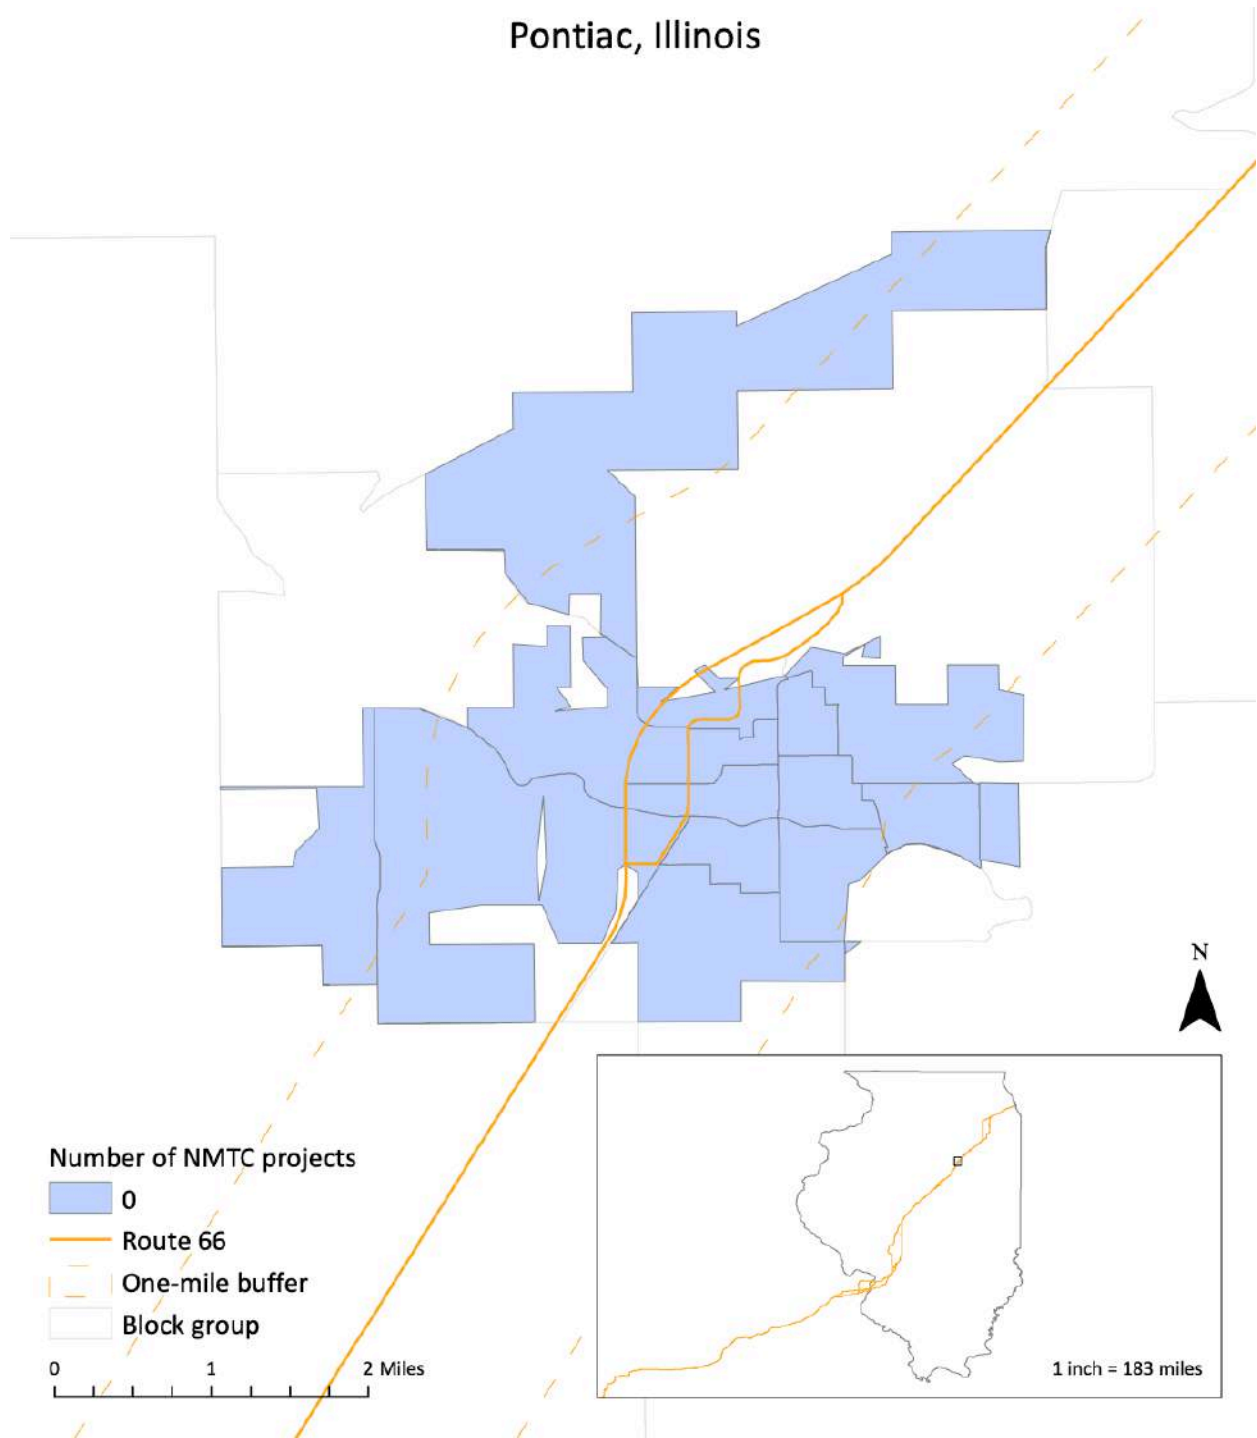 Pontiac, Illinois
N
Number of NMTC projects
0
Route 66
One-mile buffer
Block group
0 1 2 Miles
1 inch = 183 miles